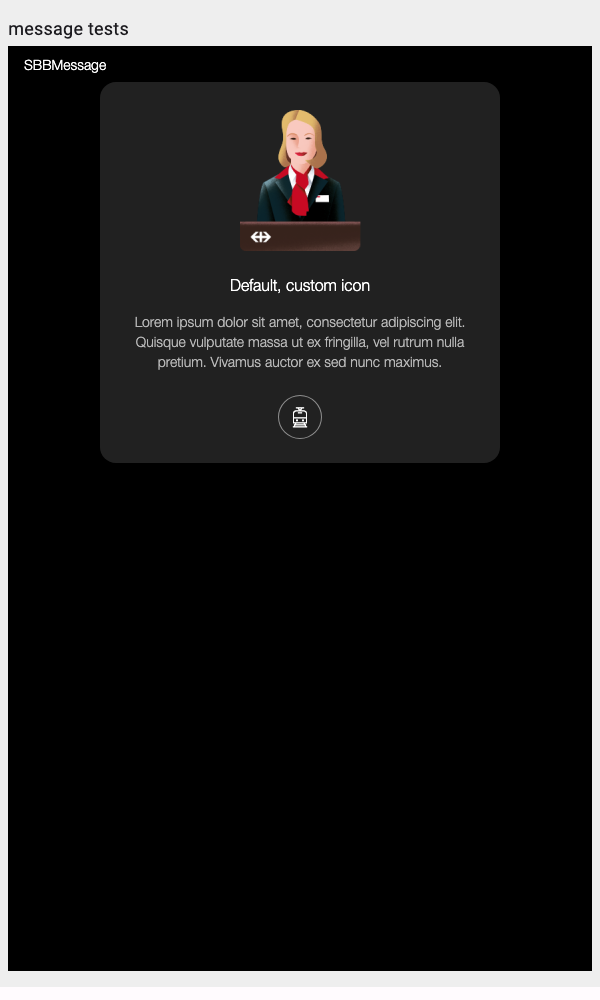 message tests
SBBMessage
Default, custom icon
Lorem ipsum dolor sit amet, consectetur adipiscing elit.
Quisque vulputate massa ut ex fringilla, vel rutrum nulla
pretium. Vivamus auctor ex sed nunc maximus.